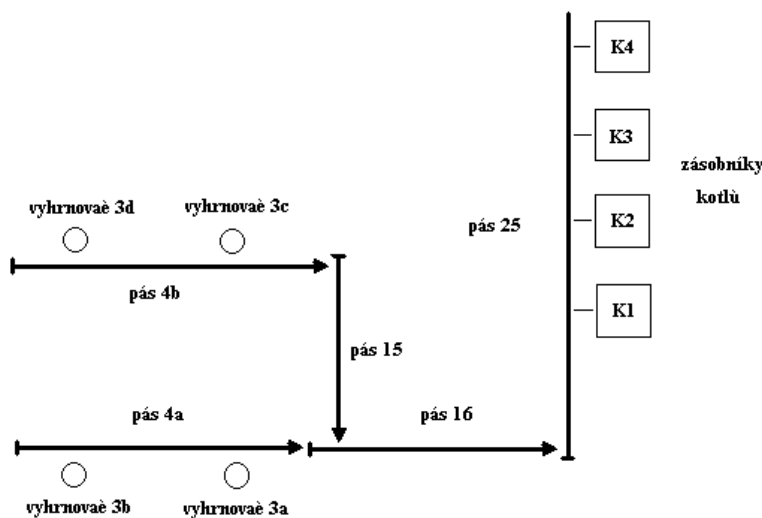 K4
K3
zásobníky
kotlù
vyhrnovaè 3d
vyhrnovaè 3c
K2
pás 25
pás 4b
K1
pás 15
pás 4a
pás 16
vyhrnovaè 3b
vyhrnovaè 3a